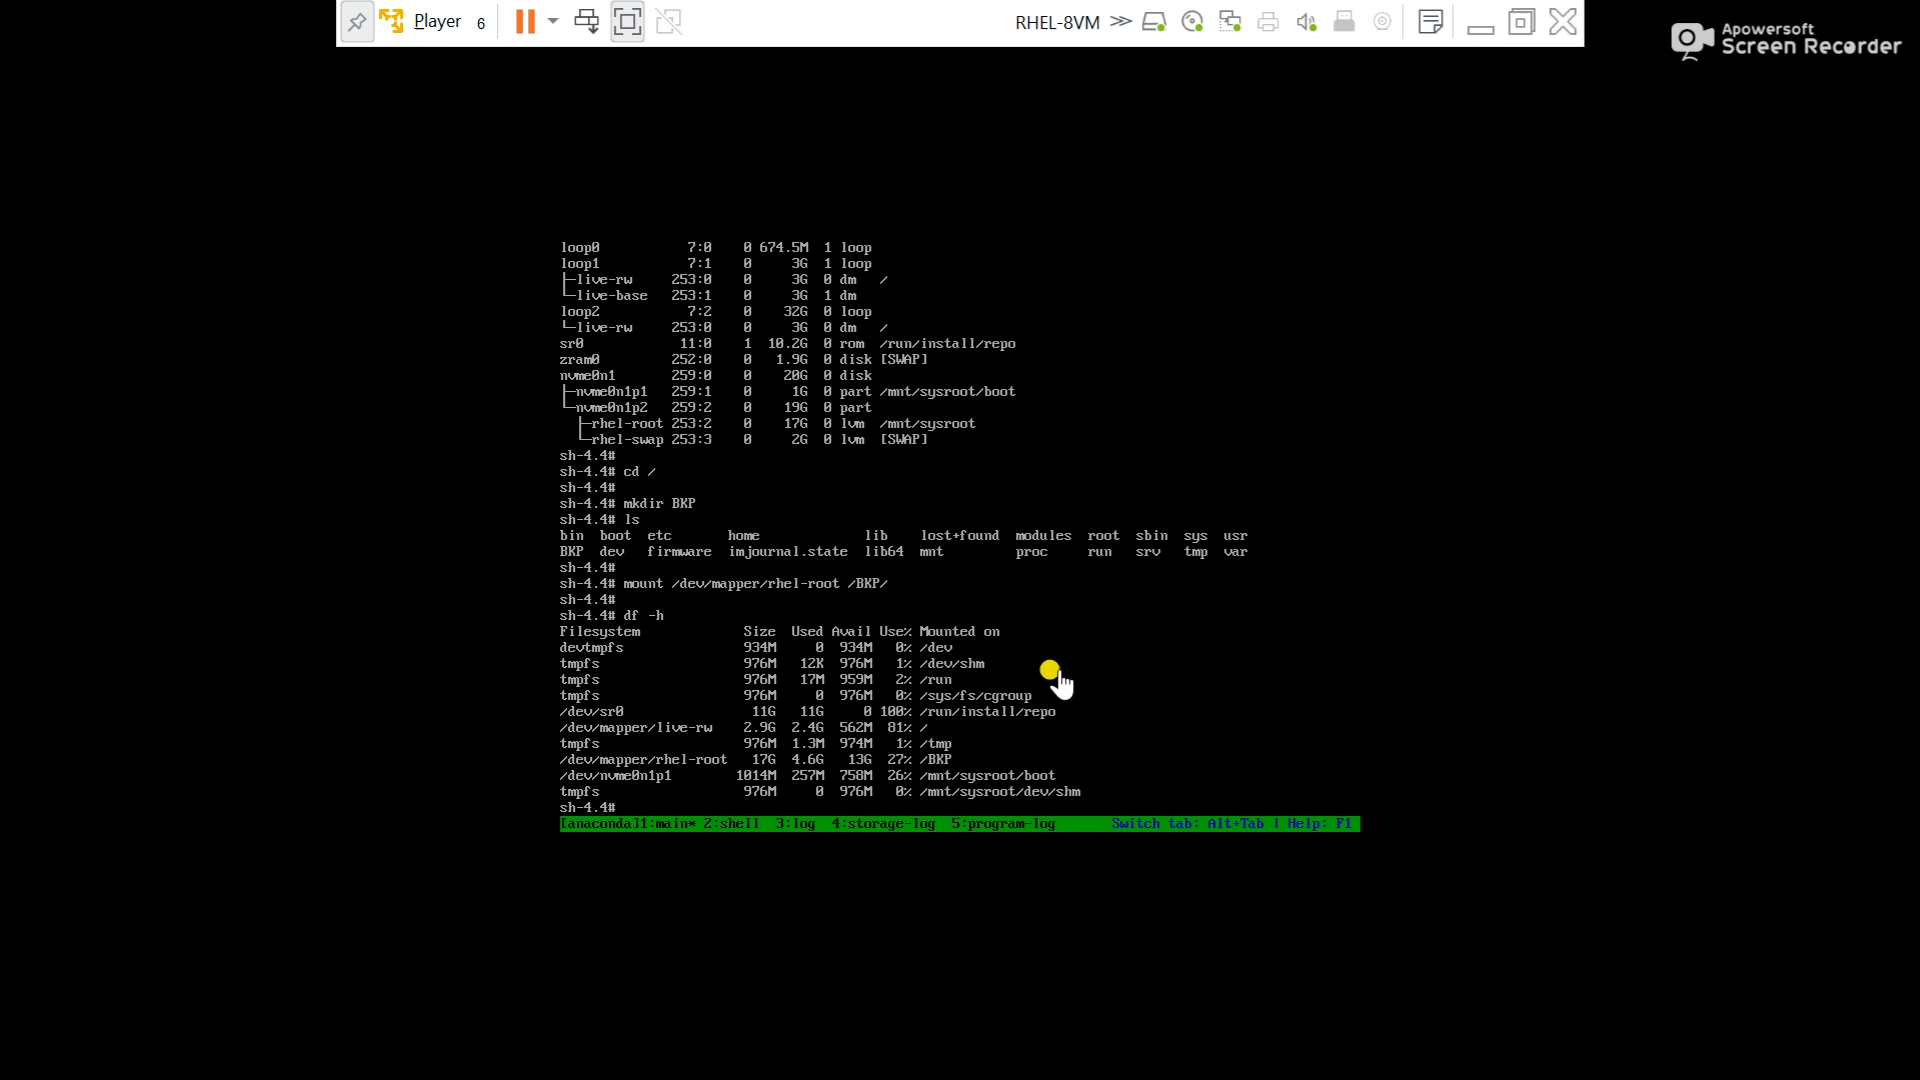 Player 6 RHEL-8VM
Apowersoft
Screen Recorder
loop0 7:0 0 674.5M 1 loop
loop1 7:1 0 3G 1 loop
├─live-rw 253:0 0 3G 0 dm /
└─live-base 253:1 0 3G 1 dm
loop2 7:2 0 32G 0 loop
└─live-rw 253:0 0 3G 0 dm /
sr0 11:0 1 10.2G 0 rom /run/install/repo
zram0 252:0 0 1.9G 0 disk [SWAP]
nvme0n1 259:0 0 20G 0 disk
├─nvme0n1p1 259:1 0 1G 0 part /mnt/sysroot/boot
└─nvme0n1p2 259:2 0 19G 0 part
├─rhel-root 253:2 0 17G 0 lvm /mnt/sysroot
└─rhel-swap 253:3 0 2G 0 lvm [SWAP]
sh-4.4#
sh-4.4# cd /
sh-4.4#
sh-4.4# mkdir BKP
sh-4.4# ls
bin boot etc home lib lost+found modules root sbin sys usr
BKP dev firmware imjournal.state lib64 mnt proc run srv tmp var
sh-4.4#
sh-4.4# mount /dev/mapper/rhel-root /BKP/
sh-4.4#
sh-4.4# df -h
Filesystem Size Used Avail Use% Mounted on
devtmpfs 934M 0 934M 0% /dev
tmpfs 976M 12K 976M 1% /dev/shm
tmpfs 976M 17M 959M 2% /run
tmpfs 976M 0 976M 0% /sys/fs/cgroup
/dev/sr0 11G 11G 0 100% /run/install/repo
/dev/mapper/live-rw 2.9G 2.4G 562M 81% /
tmpfs 976M 1.3M 974M 1% /tmp
/dev/mapper/rhel-root 17G 4.6G 13G 27% /BKP
/dev/nvme0n1p1 1014M 257M 758M 26% /mnt/sysroot/boot
tmpfs 976M 0 976M 0% /mnt/sysroot/dev/shm
sh-4.4#
[anaconda]1:main* 2:shell 3:log 4:storage-log 5:program-log Switch tab: Alt+Tab | Help: F1